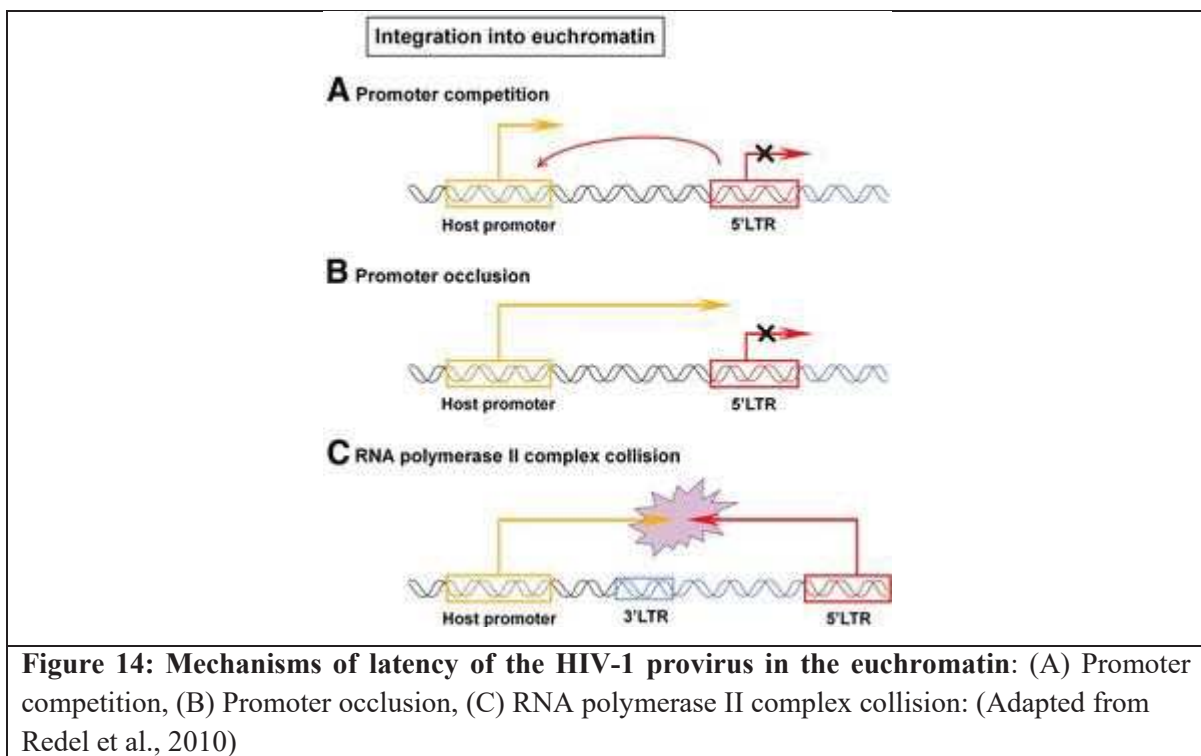 Integration into euchromatin
A Promoter competition
Host promoter
5'LTR
B Promoter occlusion
Host promoter
5'LTR
C RNA polymerase II complex collision
Host promoter
3'LTR
5'LTR
Figure 14: Mechanisms of latency of the HIV-1 provirus in the euchromatin: (A) Promoter
competition, (B) Promoter occlusion, (C) RNA polymerase II complex collision: (Adapted from
Redel et al., 2010)